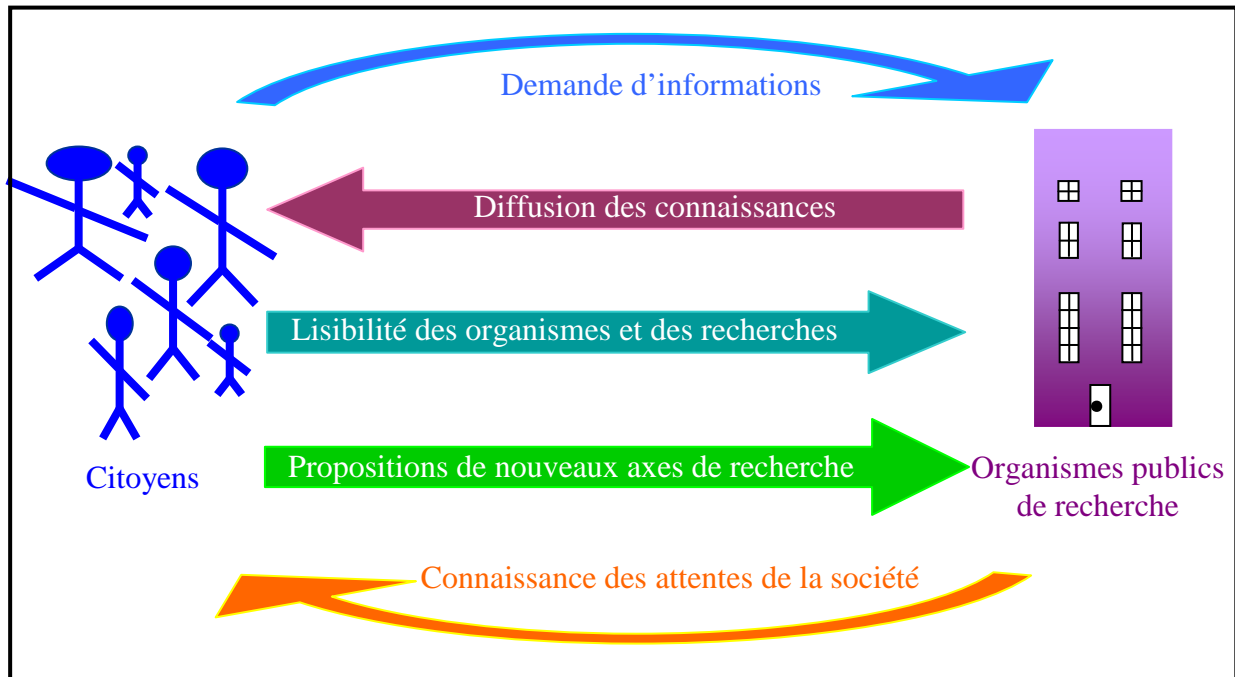 Demande d’informations
Diffusion des connaissances
Lisibilité des organismes et des recherches
Propositions de nouveaux axes de recherche
Citoyens
Organismes publics
de recherche
Connaissance des attentes de la société